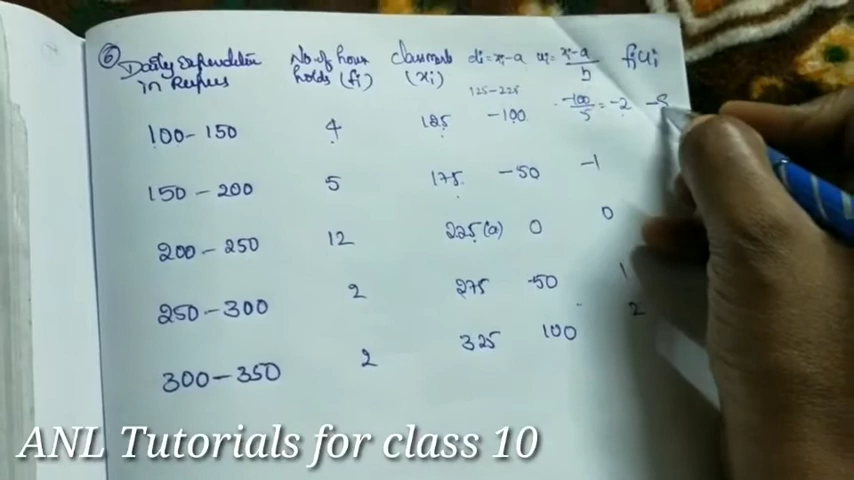 ⑥ Daily Expenditure in Rupees No. of house holds (fi) classmark (xi) di = xi-a ui = xi-a/h fiui
125-225
100-150 4 125 -100 -100/5 = -2 -8
150-200 5 175 -50 -1
200-250 12 225(a) 0 0
250-300 2 275 -50 1
300-350 2 325 100 2
ANL Tutorials for class 10